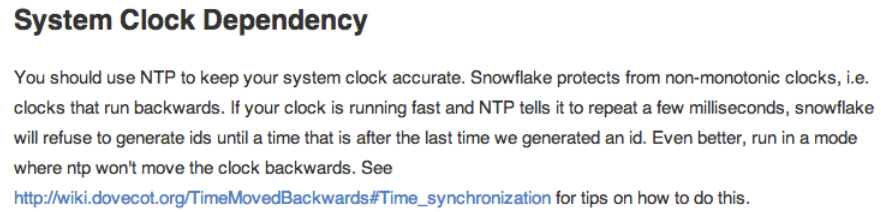 System Clock Dependency
You should use NTP to keep your system clock accurate. Snowflake protects from non-monotonic clocks, i.e.
clocks that run backwards. If your clock is running fast and NTP tells it to repeat a few milliseconds, snowflake
will refuse to generate ids until a time that is after the last time we generated an id. Even better, run in a mode
where ntp won't move the clock backwards. See
http://wiki.dovecot.org/TimeMovedBackwards#Time_synchronization for tips on how to do this.